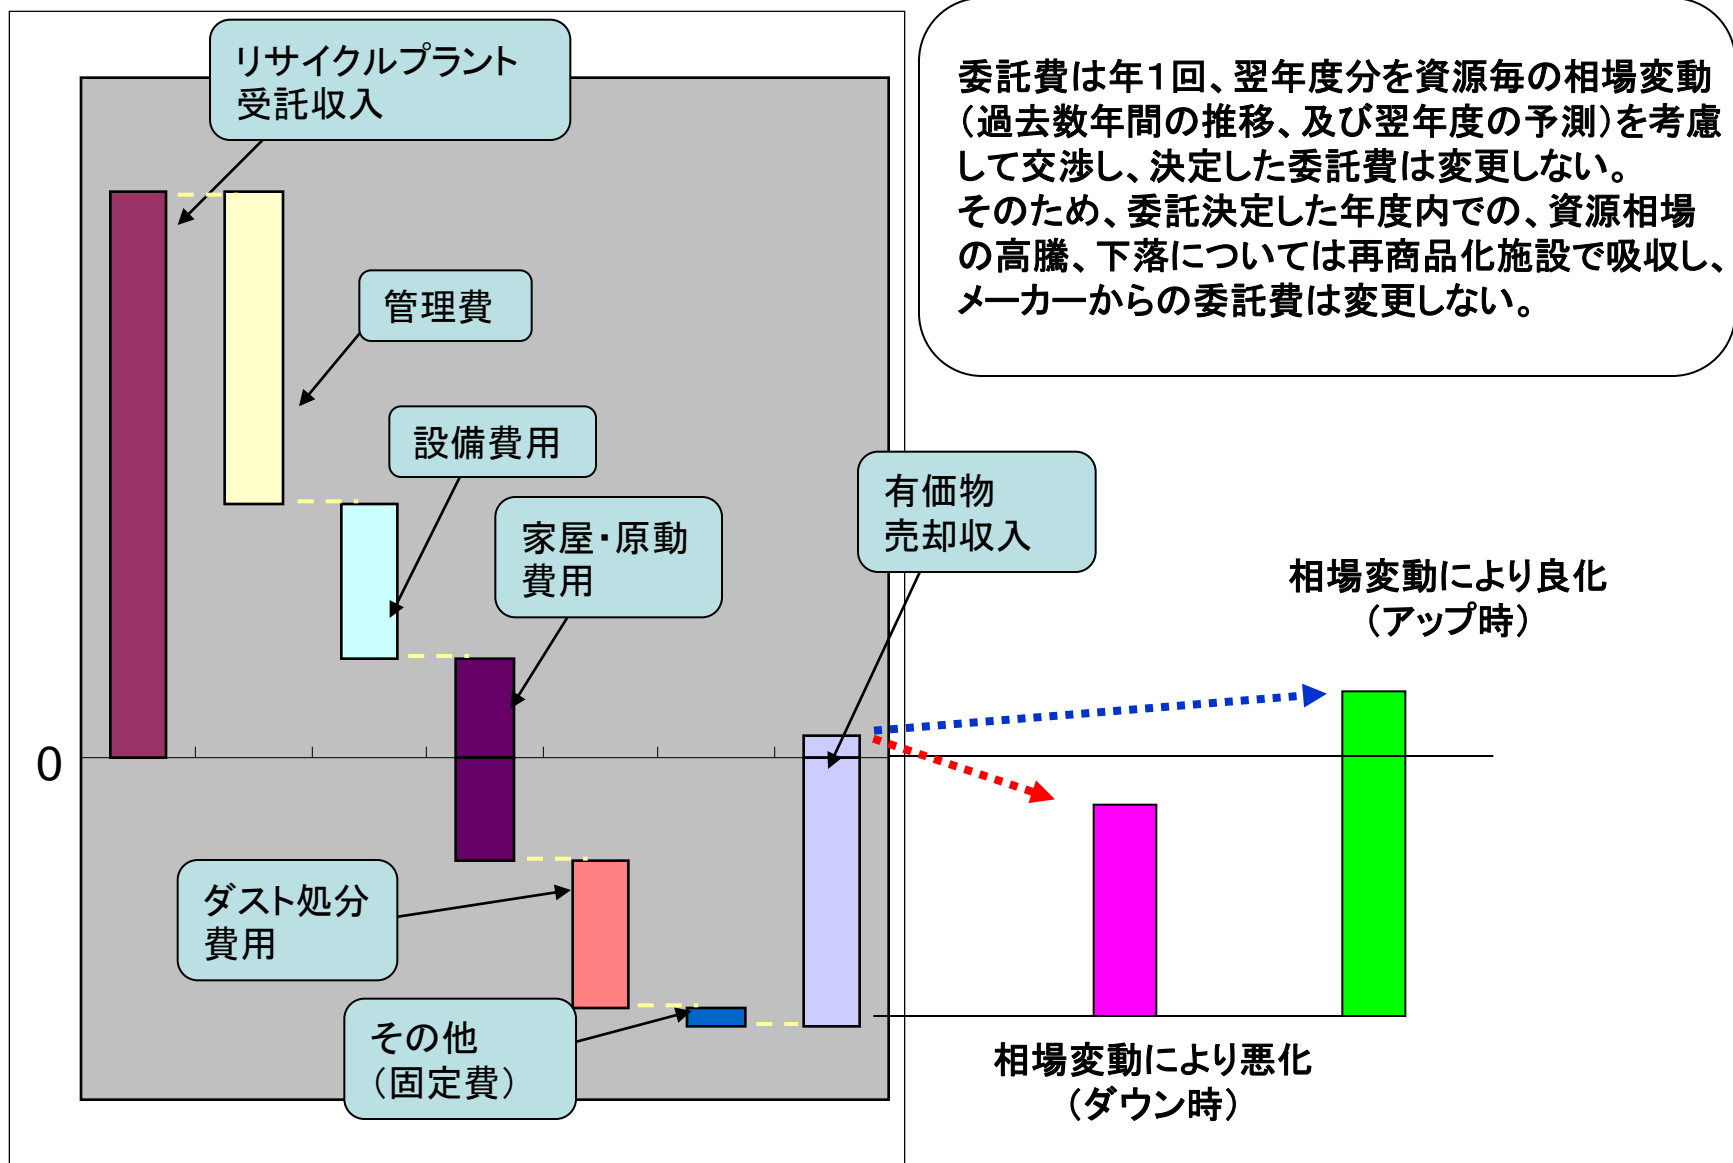 リサイクルプラント
受託収入
委託費は年1回、翌年度分を資源毎の相場変動
（過去数年間の推移、及び翌年度の予測）を考慮
して交渉し、決定した委託費は変更しない。
そのため、委託決定した年度内での、資源相場
の高騰、下落については再商品化施設で吸収し、
メーカーからの委託費は変更しない。
管理費
設備費用
有価物
売却収入
家屋・原動
費用
相場変動により良化
（アップ時）
0
ダスト処分
費用
その他
（固定費）
相場変動により悪化
（ダウン時）